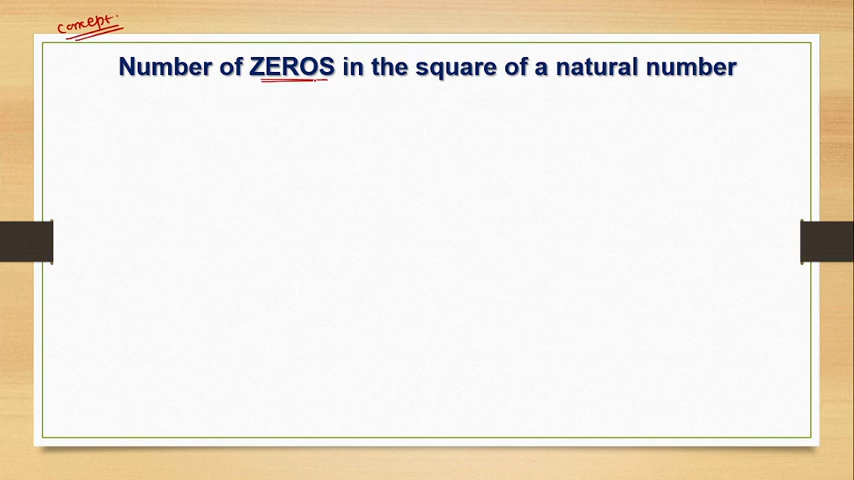 concept:
Number of ZEROS in the square of a natural number